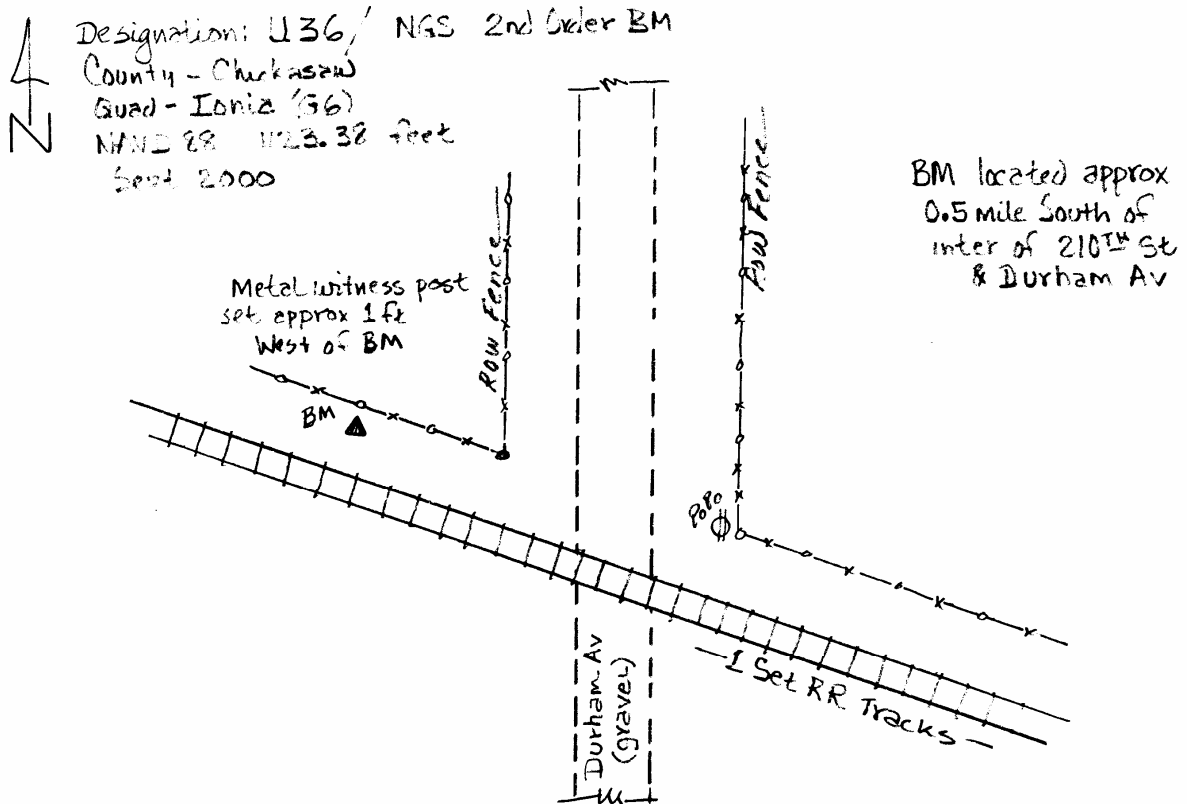 Designation: U 36 / NGS 2nd Order BM
County - Chickasaw
Quad - Ionia (G6)
NAVD 88 1123.38 feet
Sept 2000
N
BM located approx
0.5 mile South of
inter of 210TH St
& Durham Av
Metal witness post
set approx 1 ft
West of BM
ROW Fence
ROW Fence
BM
Durham Av
(gravel)
- 1 Set RR Tracks -